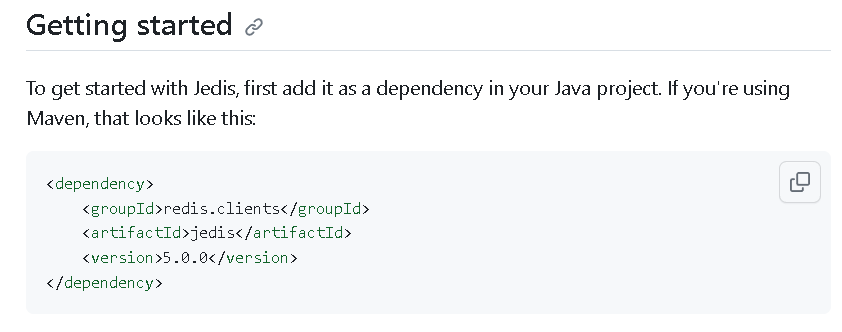 Getting started
To get started with Jedis, first add it as a dependency in your Java project. If you're using
Maven, that looks like this:
<dependency>
    <groupId>redis.clients</groupId>
    <artifactId>jedis</artifactId>
    <version>5.0.0</version>
</dependency>